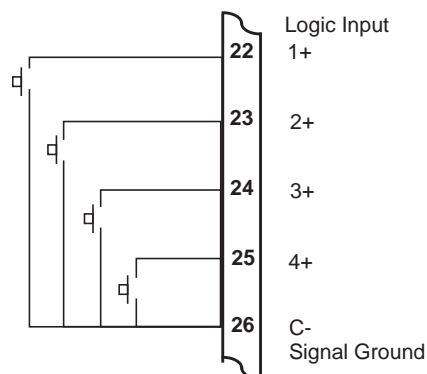 Logic Input
22 1+
23 2+
24 3+
25 4+
26 C-
Signal Ground